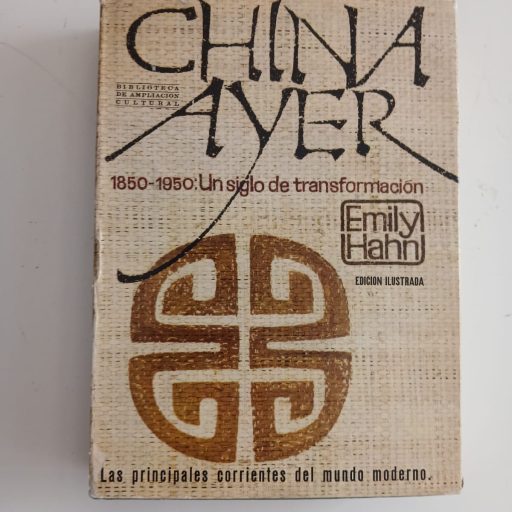 CHINA
BIBLIOTECA
DE AMPLIACION
CULTURAL
AYER
1850-1950: Un siglo de transformación
Emily
Hahn
EDICION ILUSTRADA
Las principales corrientes del mundo moderno.